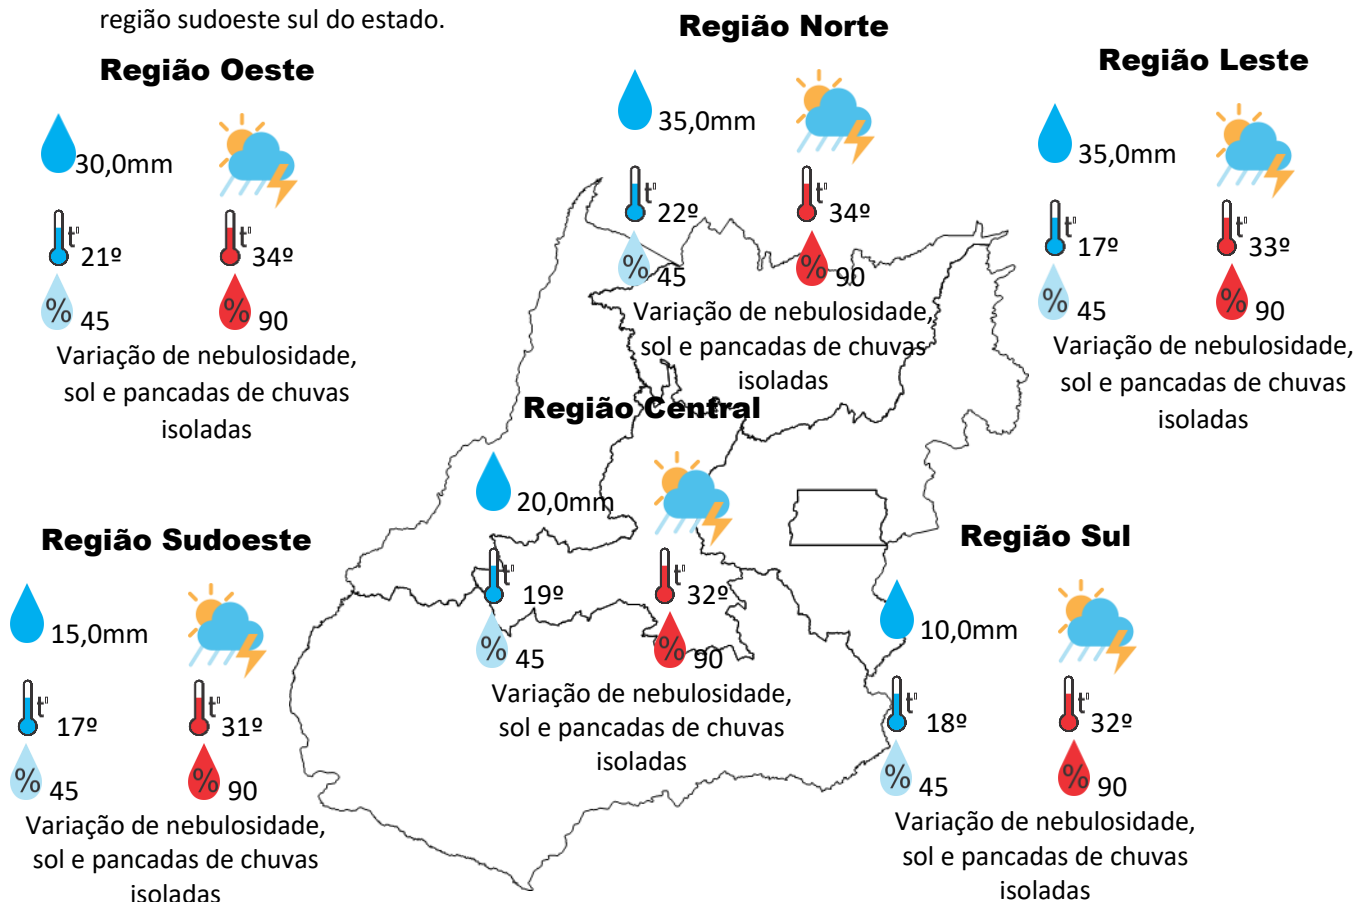 região sudoeste sul do estado.
Região Norte
35,0mm
t°
22º
34º
%
45
%
90
Variação de nebulosidade,
sol e pancadas de chuvas
isoladas
Região Oeste
30,0mm
t°
21º
t°
34º
%
45
%
90
Variação de nebulosidade,
sol e pancadas de chuvas
isoladas
Região Leste
35,0mm
t°
17º
t°
33º
%
45
%
90
Variação de nebulosidade,
sol e pancadas de chuvas
isoladas
Região Central
20,0mm
t°
19º
t°
32º
%
45
%
90
Variação de nebulosidade,
sol e pancadas de chuvas
isoladas
Região Sudoeste
15,0mm
t°
17º
t°
31º
%
45
%
90
Variação de nebulosidade,
sol e pancadas de chuvas
isoladas
Região Sul
10,0mm
t°
18º
t°
32º
%
45
%
90
Variação de nebulosidade,
sol e pancadas de chuvas
isoladas